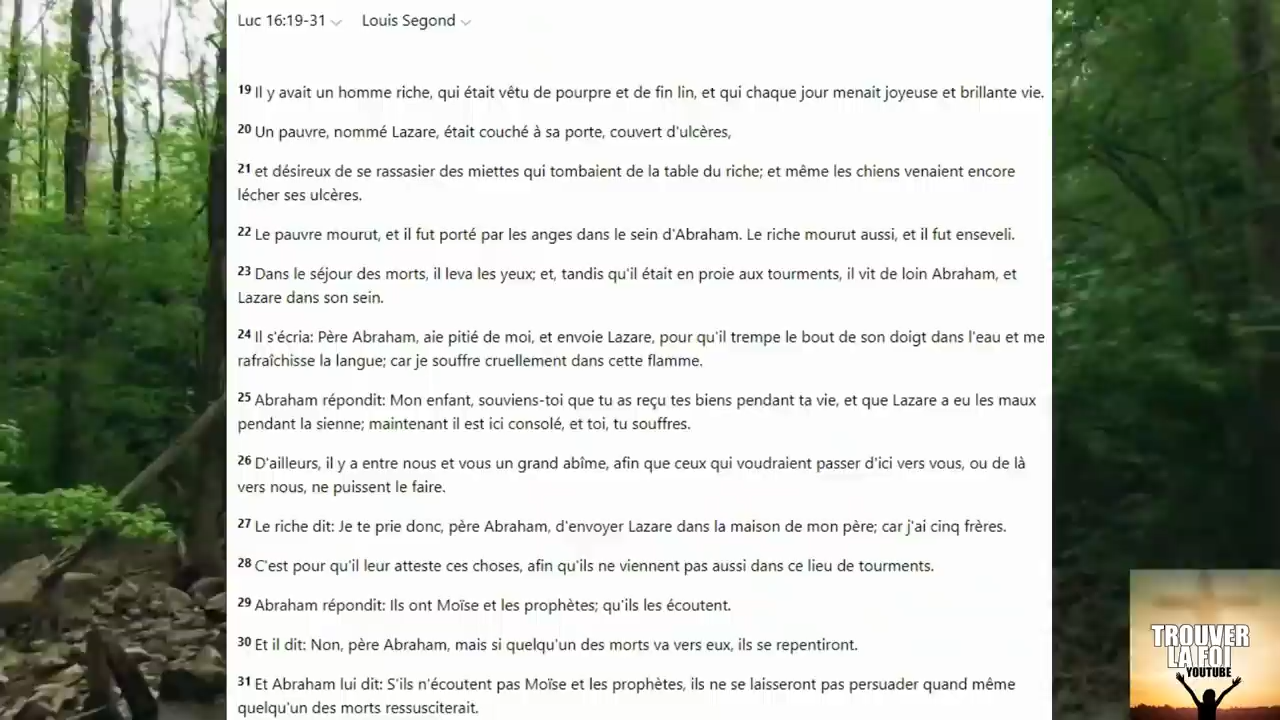 Luc 16:19-31 Louis Segond
19 Il y avait un homme riche, qui était vêtu de pourpre et de fin lin, et qui chaque jour menait joyeuse et brillante vie.
20 Un pauvre, nommé Lazare, était couché à sa porte, couvert d'ulcères,
21 et désireux de se rassasier des miettes qui tombaient de la table du riche; et même les chiens venaient encore
lécher ses ulcères.
22 Le pauvre mourut, et il fut porté par les anges dans le sein d'Abraham. Le riche mourut aussi, et il fut enseveli.
23 Dans le séjour des morts, il leva les yeux; et, tandis qu'il était en proie aux tourments, il vit de loin Abraham, et
Lazare dans son sein.
24 Il s'écria: Père Abraham, aie pitié de moi, et envoie Lazare, pour qu'il trempe le bout de son doigt dans l'eau et me
rafraîchisse la langue; car je souffre cruellement dans cette flamme.
25 Abraham répondit: Mon enfant, souviens-toi que tu as reçu tes biens pendant ta vie, et que Lazare a eu les maux
pendant la sienne; maintenant il est ici consolé, et toi, tu souffres.
26 D'ailleurs, il y a entre nous et vous un grand abîme, afin que ceux qui voudraient passer d'ici vers vous, ou de là
vers nous, ne puissent le faire.
27 Le riche dit: Je te prie donc, père Abraham, d'envoyer Lazare dans la maison de mon père; car j'ai cinq frères.
28 C'est pour qu'il leur atteste ces choses, afin qu'ils ne viennent pas aussi dans ce lieu de tourments.
29 Abraham répondit: Ils ont Moïse et les prophètes; qu'ils les écoutent.
30 Et il dit: Non, père Abraham, mais si quelqu'un des morts va vers eux, ils se repentiront.
31 Et Abraham lui dit: S'ils n'écoutent pas Moïse et les prophètes, ils ne se laisseront pas persuader quand même
quelqu'un des morts ressusciterait.
TROUVER
LA FOI
YOUTUBE